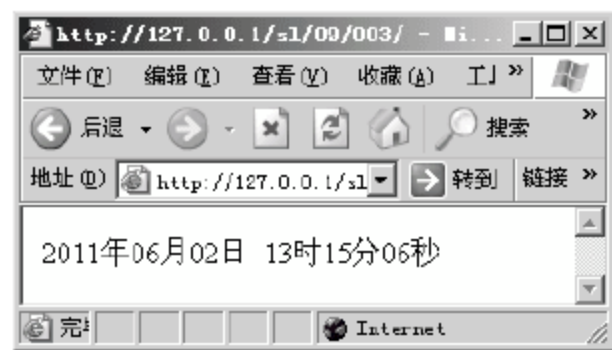 http://127.0.0.1/sl/09/003/ - Mi...
文件(F) 编辑(E) 查看(V) 收藏(A) »
后退 搜索 »
地址(D) http://127.0.0.1/sl 转到 链接 »
2011年06月02日 13时15分06秒
Internet